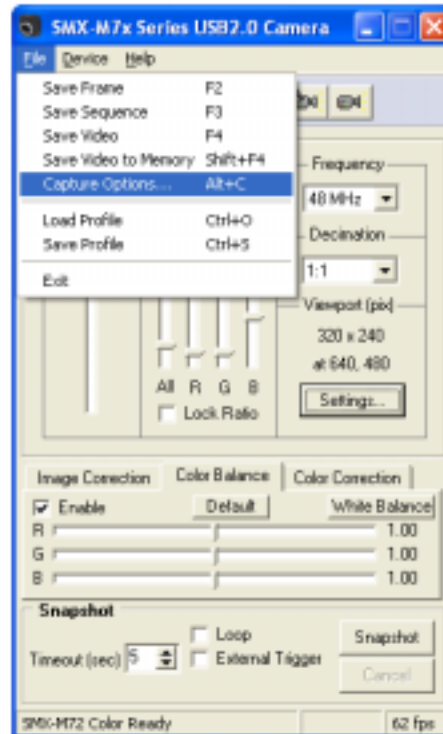 SMX-M7x Series USB2.0 Camera
File Device Help
Save Frame F2
Save Sequence F3
Save Video F4
Save Video to Memory Shift+F4
Capture Options... Alt+C
Load Profile Ctrl+O
Save Profile Ctrl+S
Exit
Frequency
48 MHz
Decimation
1:1
Viewport (pix)
320 x 240
at 640, 480
Settings...
All R G B
Lock Ratio
Image Correction Color Balance Color Correction
Enable Default White Balance
R 1.00
G 1.00
B 1.00
Snapshot
Timeout (sec) 5 Loop Snapshot
External Trigger Cancel
SMX-M72 Color Ready 62 fps